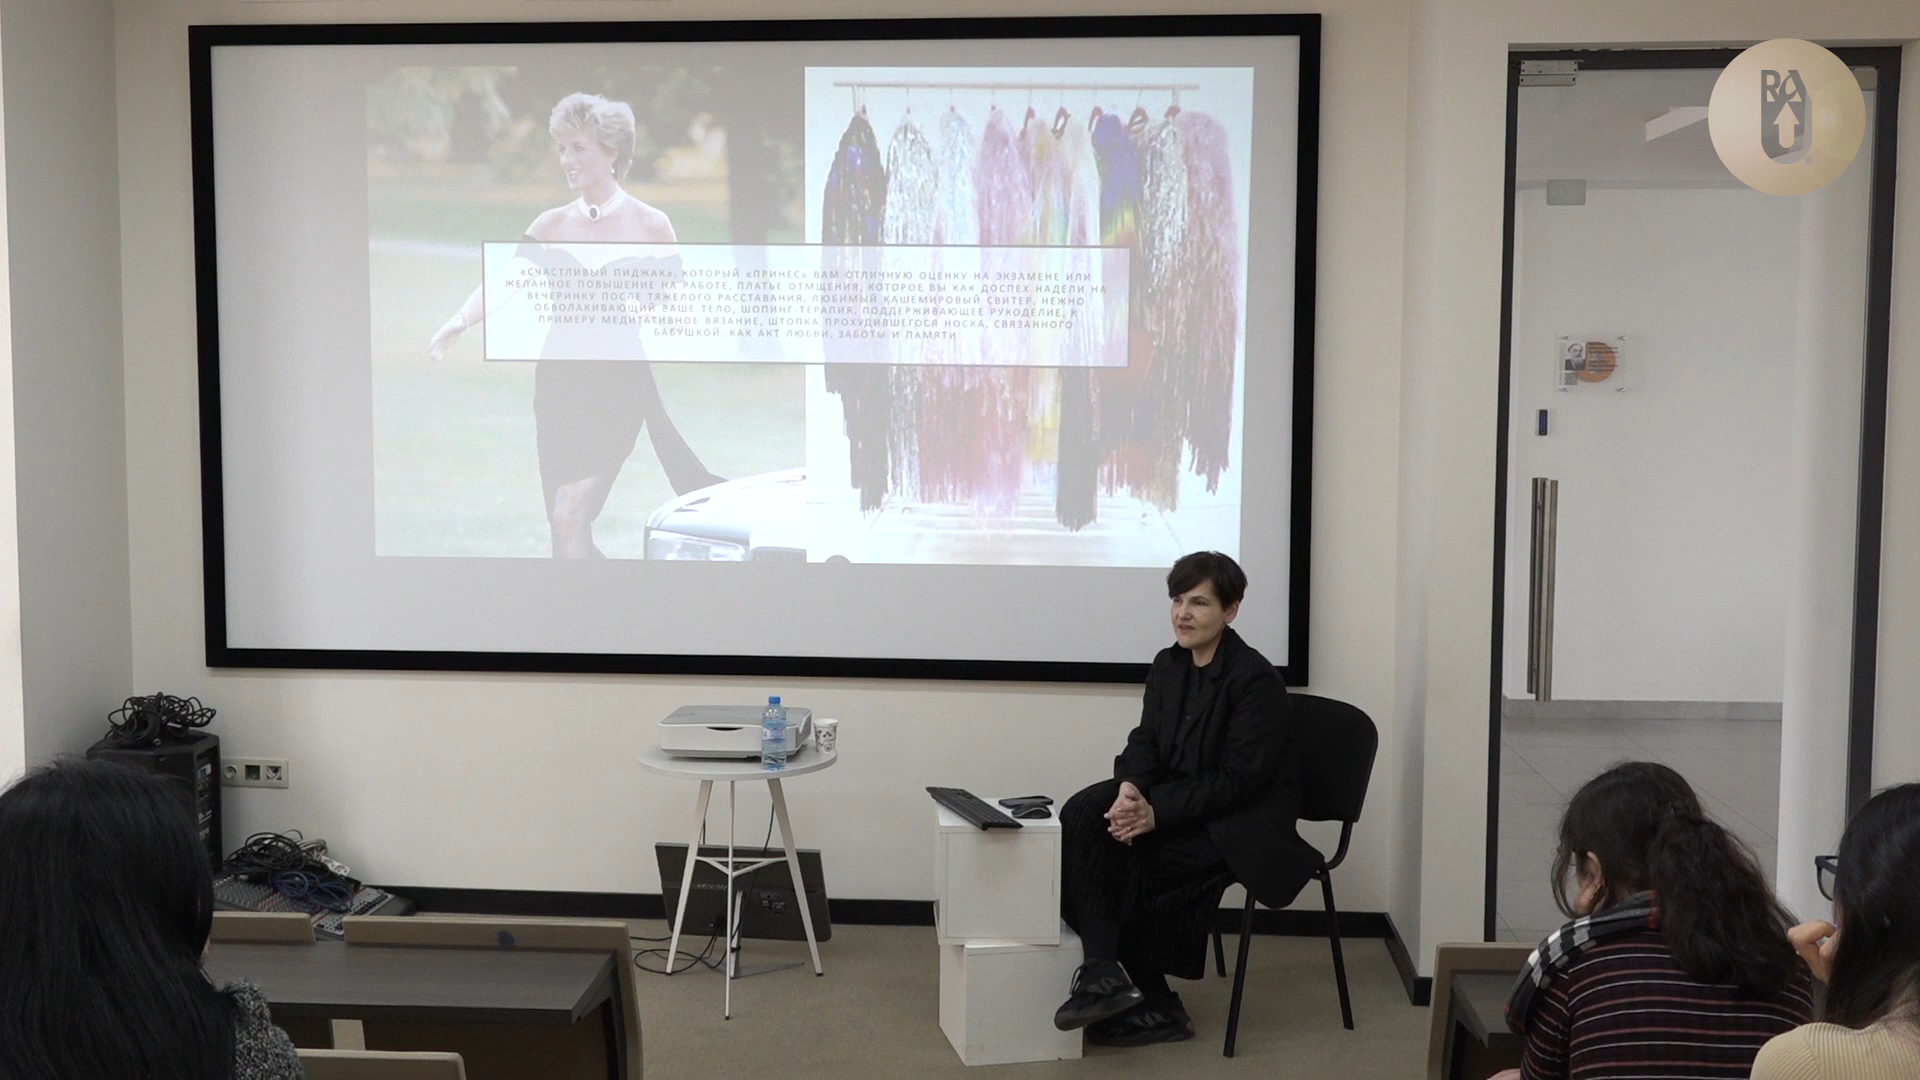 RAU
«СЧАСТЛИВЫЙ ПИДЖАК», КОТОРЫЙ «ПРИНЕС» ВАМ ОТЛИЧНУЮ ОЦЕНКУ НА ЭКЗАМЕНЕ ИЛИ
ЖЕЛАННОЕ ПОВЫШЕНИЕ НА РАБОТЕ, ПЛАТЬЕ ОТМЩЕНИЯ, КОТОРОЕ ВЫ КАК ДОСПЕХ НАДЕЛИ НА
ВЕЧЕРИНКУ ПОСЛЕ ТЯЖЕЛОГО РАССТАВАНИЯ, ЛЮБИМЫЙ КАШЕМИРОВЫЙ СВИТЕР, НЕЖНО
ОБВОЛАКИВАЮЩИЙ ВАШЕ ТЕЛО, ШОПИНГ-ТЕРАПИЯ, ПОДДЕРЖИВАЮЩЕЕ РУКОДЕЛИЕ, К
ПРИМЕРУ МЕДИТАТИВНОЕ ВЯЗАНИЕ, ШТОПКА ПРОХУДИВШЕГОСЯ НОСКА, СВЯЗАННОГО
БАБУШКОЙ, КАК АКТ ЛЮБВИ, ЗАБОТЫ И ПАМЯТИ